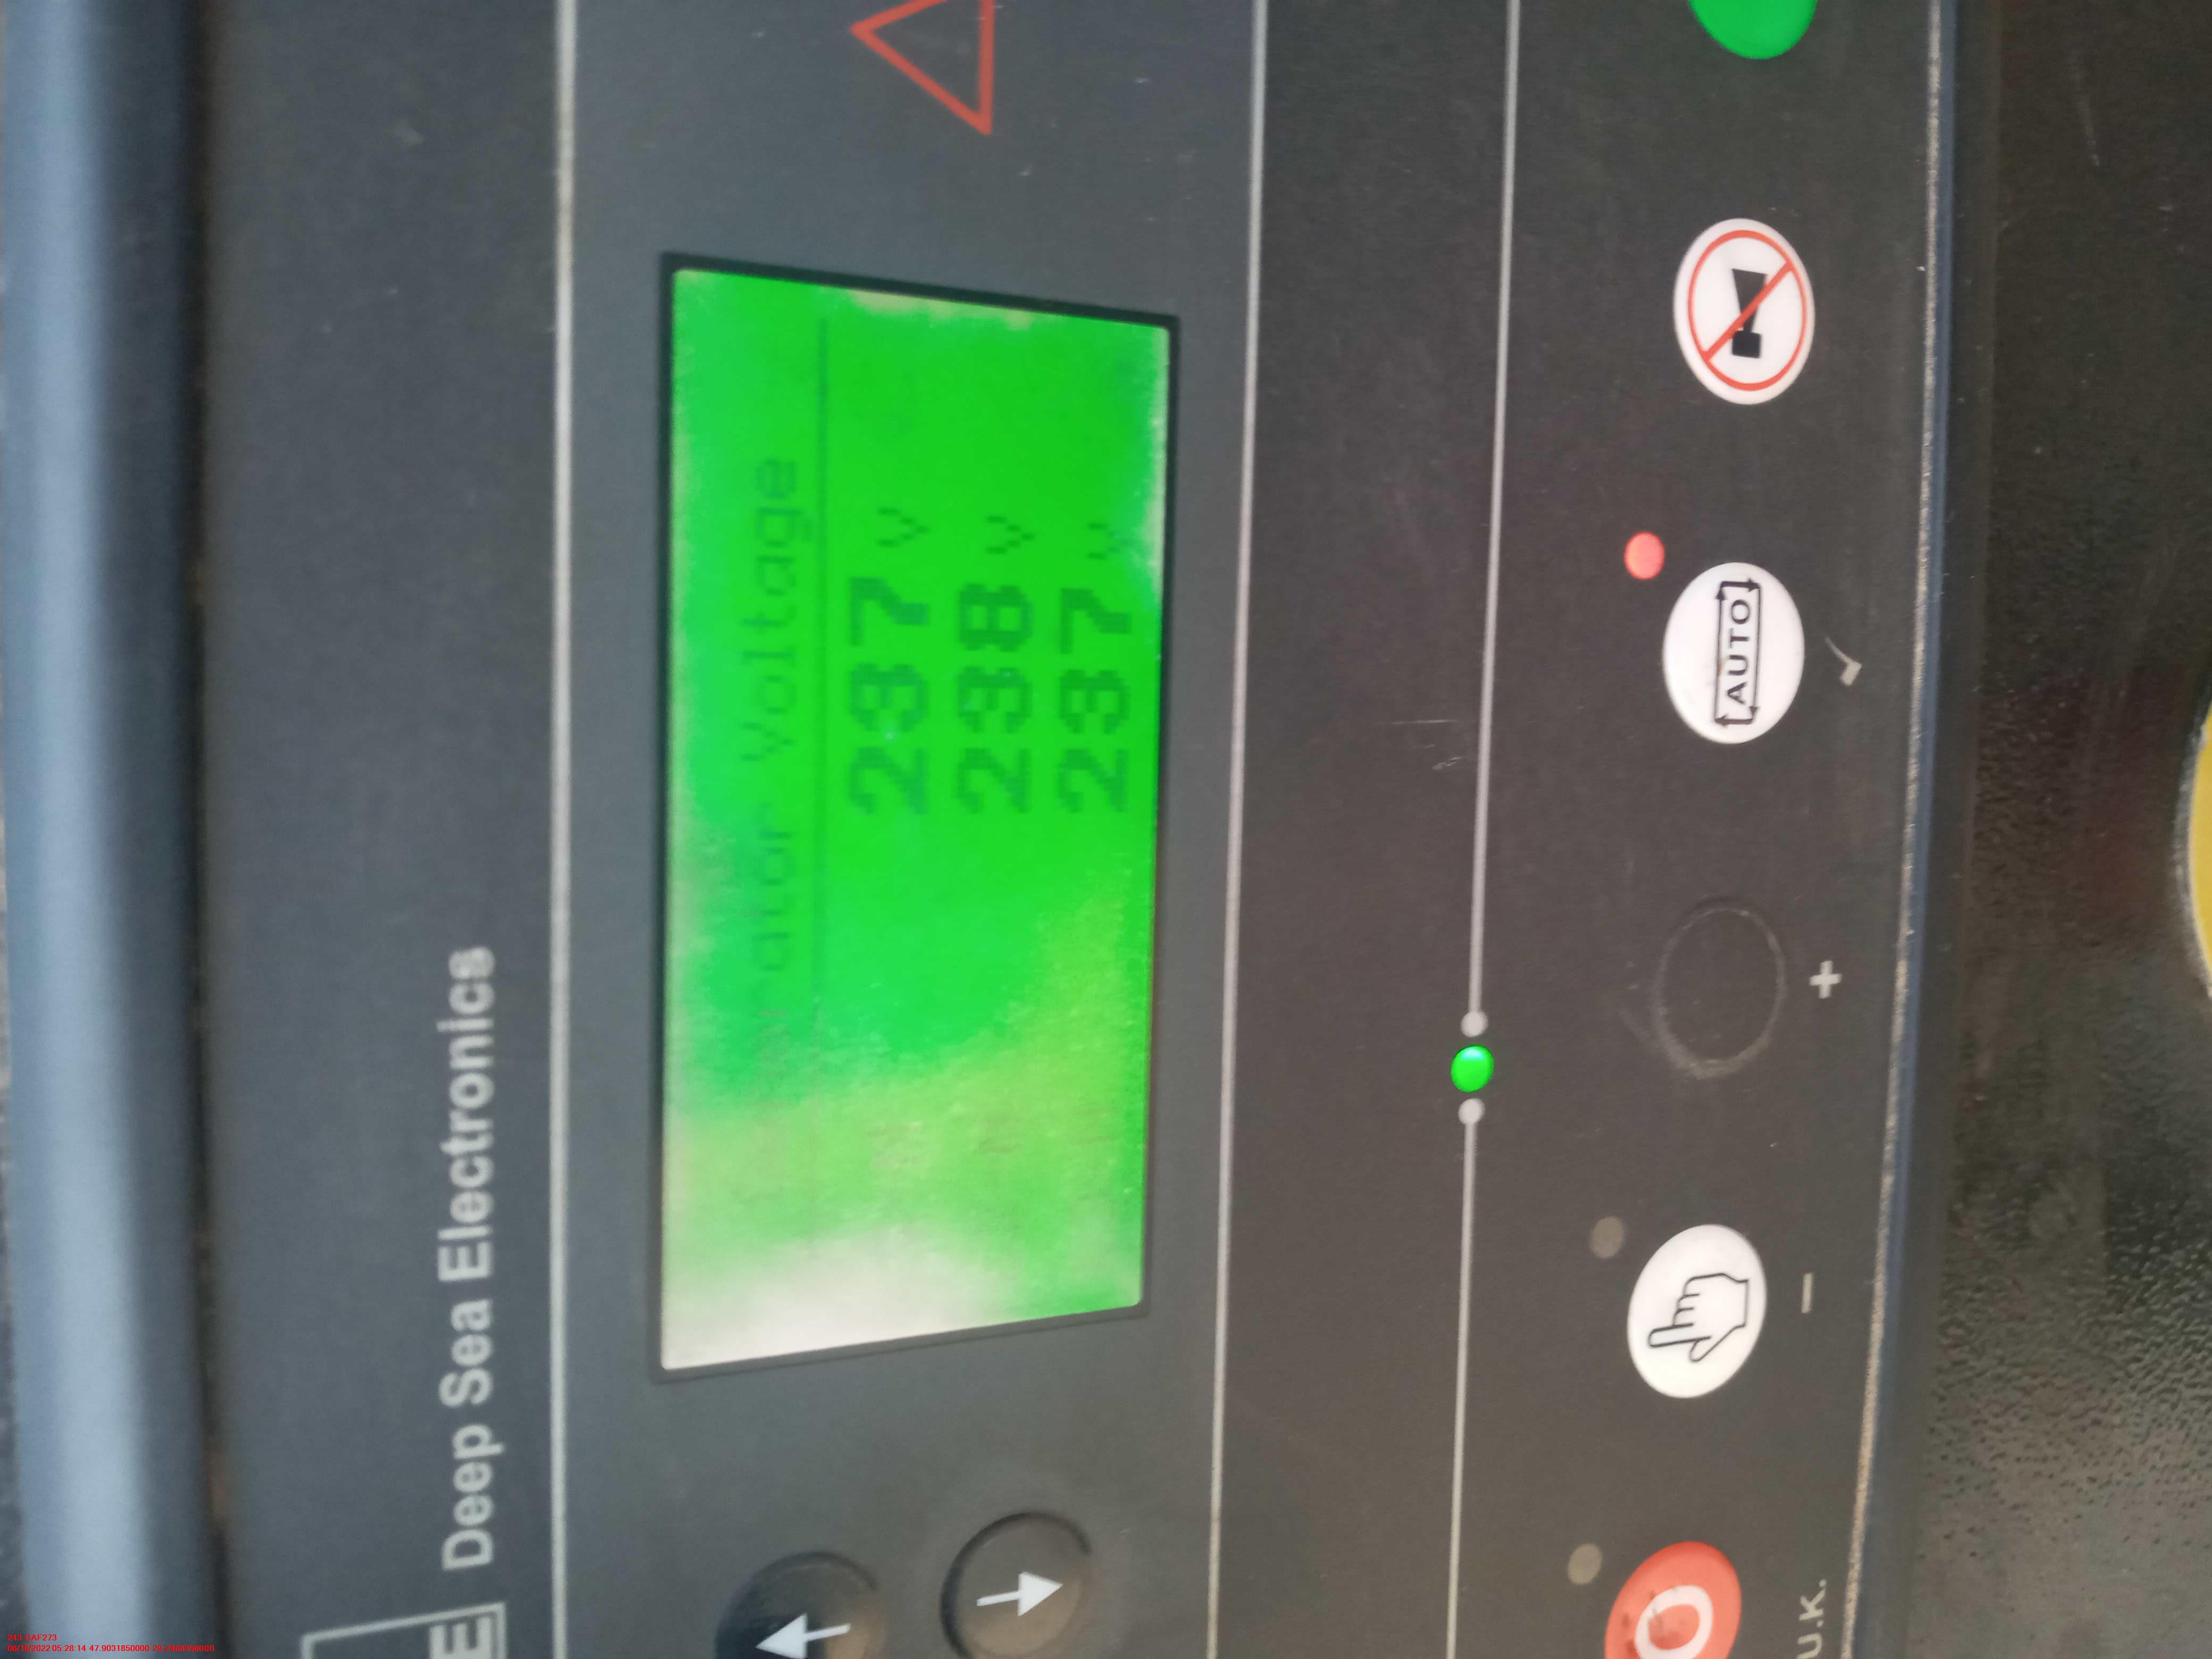 Deep Sea Electronics
Voltage
237 V
238 V
237 V
AUTO
+
−
U.K.